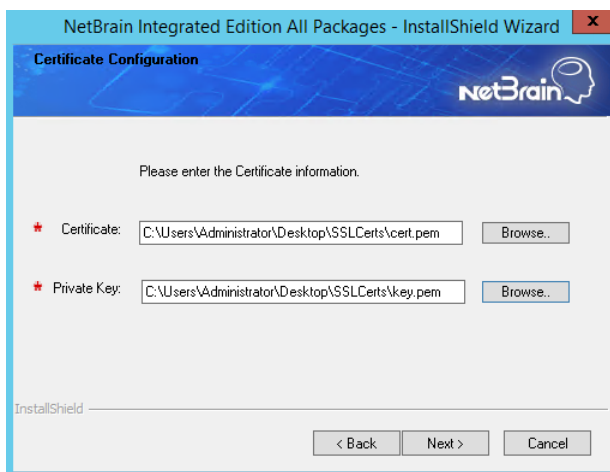 NetBrain Integrated Edition All Packages - InstallShield Wizard x
Certificate Configuration
NetBrain
Please enter the Certificate information.
* Certificate: C:\Users\Administrator\Desktop\SSLCerts\cert.pem Browse..
* Private Key: C:\Users\Administrator\Desktop\SSLCerts\key.pem Browse..
InstallShield
< Back Next > Cancel